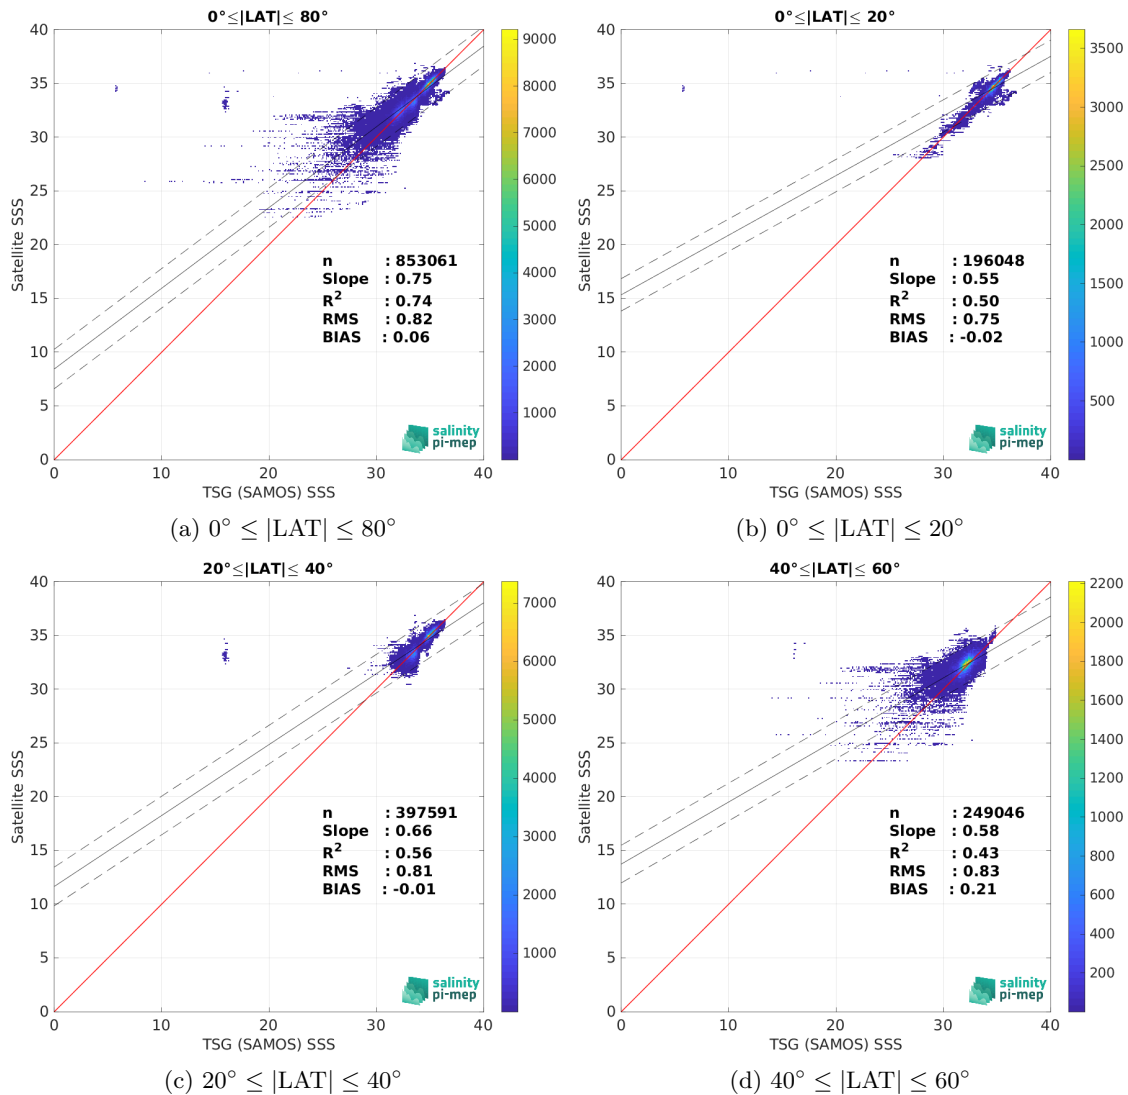 0°≤|LAT|≤ 80°
40
35
30
25
20
15
10
5
0
Satellite SSS
0
10
20
30
40
TSG (SAMOS) SSS
n : 853061
Slope : 0.75
R² : 0.74
RMS : 0.82
BIAS : 0.06
salinity
pi-mep
9000
8000
7000
6000
5000
4000
3000
2000
1000
(a) 0° ≤ |LAT| ≤ 80°
0°≤|LAT|≤ 20°
40
35
30
25
20
15
10
5
0
Satellite SSS
0
10
20
30
40
TSG (SAMOS) SSS
n : 196048
Slope : 0.55
R² : 0.50
RMS : 0.75
BIAS : -0.02
salinity
pi-mep
3500
3000
2500
2000
1500
1000
500
(b) 0° ≤ |LAT| ≤ 20°
20°≤|LAT|≤ 40°
40
35
30
25
20
15
10
5
0
Satellite SSS
0
10
20
30
40
TSG (SAMOS) SSS
n : 397591
Slope : 0.66
R² : 0.56
RMS : 0.81
BIAS : -0.01
salinity
pi-mep
7000
6000
5000
4000
3000
2000
1000
(c) 20° ≤ |LAT| ≤ 40°
40°≤|LAT|≤ 60°
40
35
30
25
20
15
10
5
0
Satellite SSS
0
10
20
30
40
TSG (SAMOS) SSS
n : 249046
Slope : 0.58
R² : 0.43
RMS : 0.83
BIAS : 0.21
salinity
pi-mep
2200
2000
1800
1600
1400
1200
1000
800
600
400
200
(d) 40° ≤ |LAT| ≤ 60°